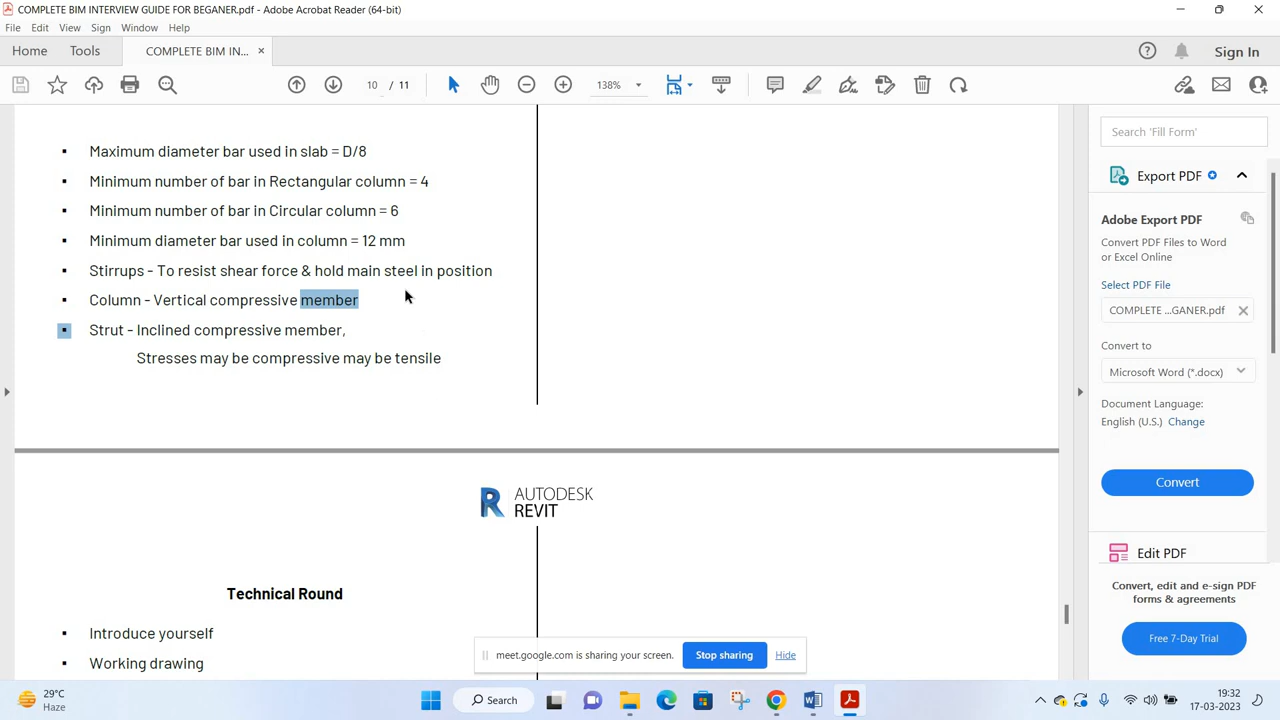 COMPLETE BIM INTERVIEW GUIDE FOR BEGANER.pdf - Adobe Acrobat Reader (64-bit)
File Edit View Sign Window Help
Home Tools COMPLETE BIM IN... × Sign In
10 / 11 138%
▪ Maximum diameter bar used in slab = D/8
▪ Minimum number of bar in Rectangular column = 4
▪ Minimum number of bar in Circular column = 6
▪ Minimum diameter bar used in column = 12 mm
▪ Stirrups - To resist shear force & hold main steel in position
▪ Column - Vertical compressive member
▪ Strut - Inclined compressive member,
Stresses may be compressive may be tensile
AUTODESK
REVIT
Technical Round
▪ Introduce yourself
▪ Working drawing
Search 'Fill Form'
Export PDF
Adobe Export PDF
Convert PDF Files to Word
or Excel Online
Select PDF File
COMPLETE ...GANER.pdf
Convert to
Microsoft Word (*.docx)
Document Language:
English (U.S.) Change
Convert
Edit PDF
Convert, edit and e-sign PDF
forms & agreements
Free 7-Day Trial
meet.google.com is sharing your screen. Stop sharing Hide
29°C
Haze
Search
19:32
17-03-2023